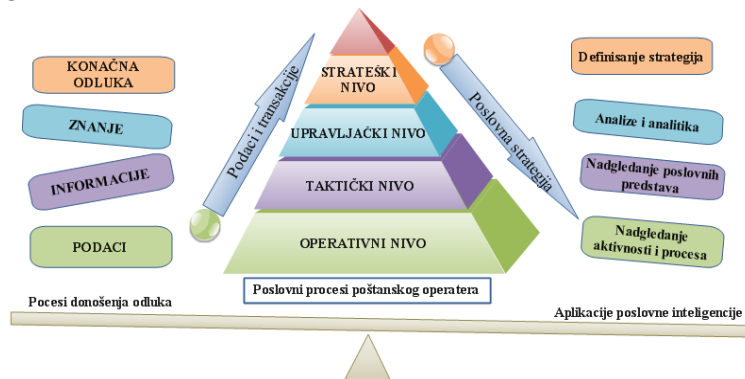 KONAČNA
ODLUKA
ZNANJE
INFORMACIJE
PODACI
Pocesi donošenja odluka
Podaci i transakcije
STRATEŠKI
NIVO
UPRAVLJAČKI NIVO
TAKTIČKI NIVO
OPERATIVNI NIVO
Poslovni procesi poštanskog operatera
Poslovna strategija
Definisanje strategija
Analize i analitika
Nadgledanje poslovnih
predstava
Nadgledanje
aktivnosti i procesa
Aplikacije poslovne inteligencije